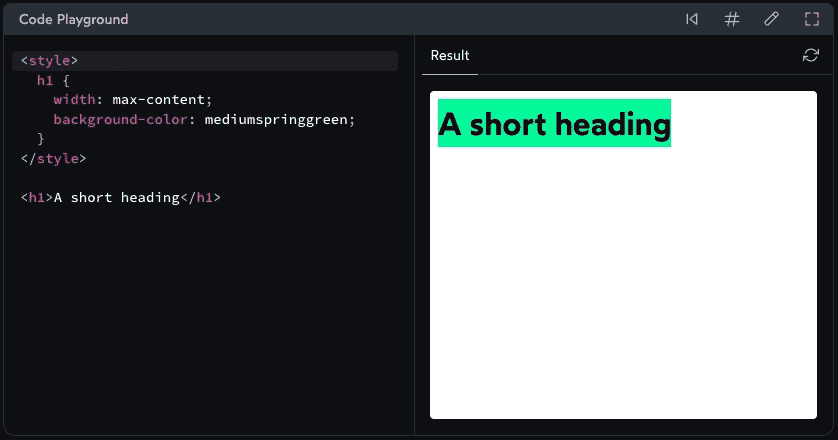 Code Playground
<style>
  h1 {
    width: max-content;
    background-color: mediumspringgreen;
  }
</style>
<h1>A short heading</h1>
Result
A short heading